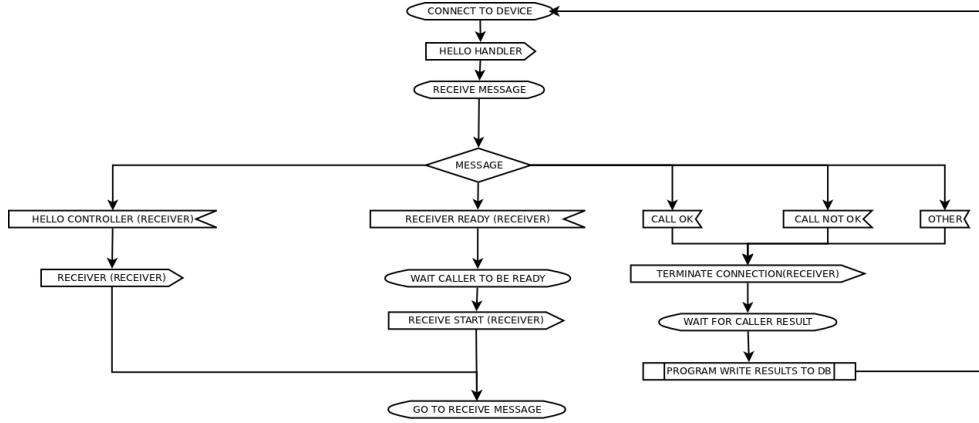 CONNECT TO DEVICE
HELLO HANDLER
RECEIVE MESSAGE
MESSAGE
HELLO CONTROLLER (RECEIVER)
RECEIVER READY (RECEIVER)
CALL OK
CALL NOT OK
OTHER
RECEIVER (RECEIVER)
WAIT CALLER TO BE READY
TERMINATE CONNECTION(RECEIVER)
RECEIVE START (RECEIVER)
WAIT FOR CALLER RESULT
PROGRAM WRITE RESULTS TO DB
GO TO RECEIVE MESSAGE